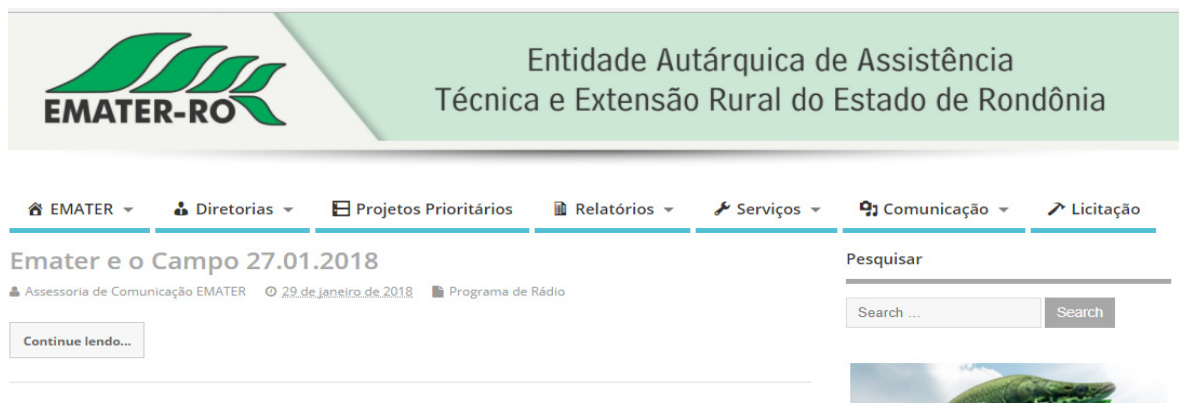 EMATER-RO
Entidade Autárquica de Assistência
Técnica e Extensão Rural do Estado de Rondônia
EMATER Diretorias Projetos Prioritários Relatórios Serviços Comunicação Licitação
Emater e o Campo 27.01.2018
Assessoria de Comunicação EMATER 29 de janeiro de 2018 Programa de Rádio
Continue lendo...
Pesquisar
Search ... Search